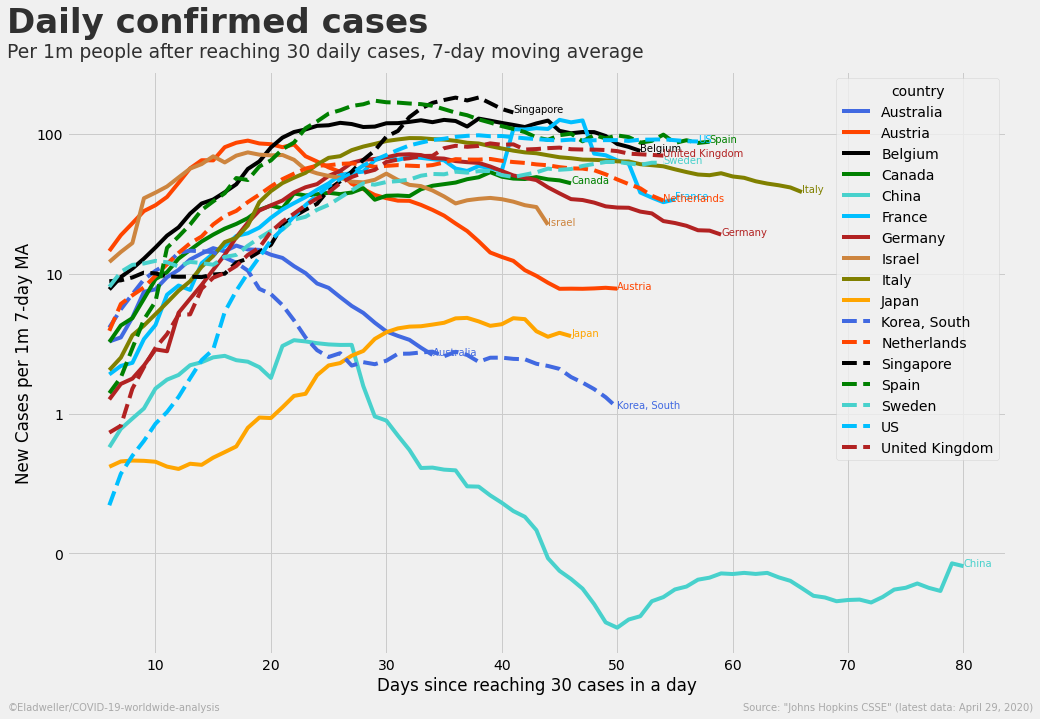 Daily confirmed cases
Per 1m people after reaching 30 daily cases, 7-day moving average
New Cases per 1m 7-day MA
100
10
1
0
10 20 30 40 50 60 70 80
Days since reaching 30 cases in a day
country
Australia
Austria
Belgium
Canada
China
France
Germany
Israel
Italy
Japan
Korea, South
Netherlands
Singapore
Spain
Sweden
US
United Kingdom
Singapore
US
Spain
Belgium
United Kingdom
Sweden
Canada
Italy
France
Netherlands
Israel
Germany
Austria
Japan
Australia
Korea, South
China
©Eladweller/COVID-19-worldwide-analysis
Source: "Johns Hopkins CSSE" (latest data: April 29, 2020)